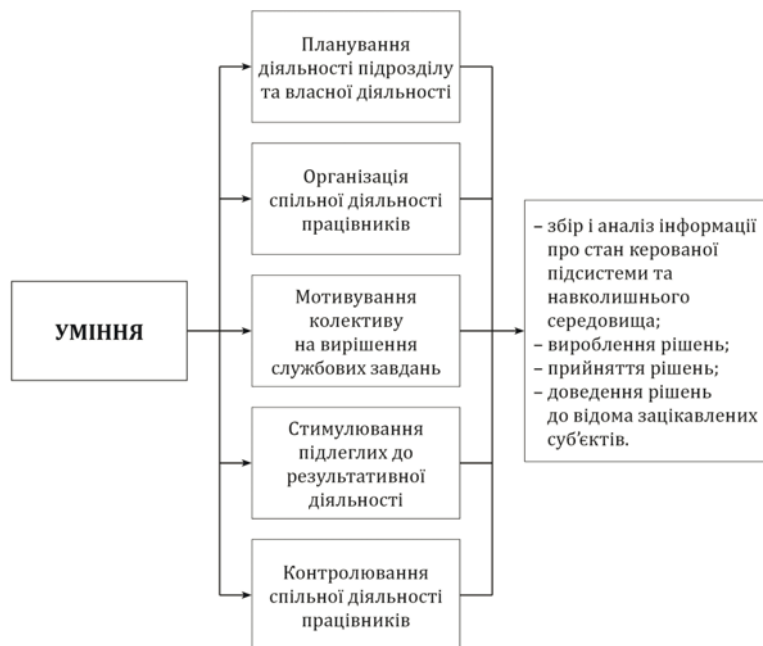 Планування
діяльності підрозділу
та власної діяльності
Організація
спільної діяльності
працівників
УМІННЯ
Мотивування
колективу
на вирішення
службових завдань
Стимулювання
підлеглих до
результативної
діяльності
Контролювання
спільної діяльності
працівників
– збір і аналіз інформації
про стан керованої
підсистеми та
навколишнього
середовища;
– вироблення рішень;
– прийняття рішень;
– доведення рішень
до відома зацікавлених
суб’єктів.